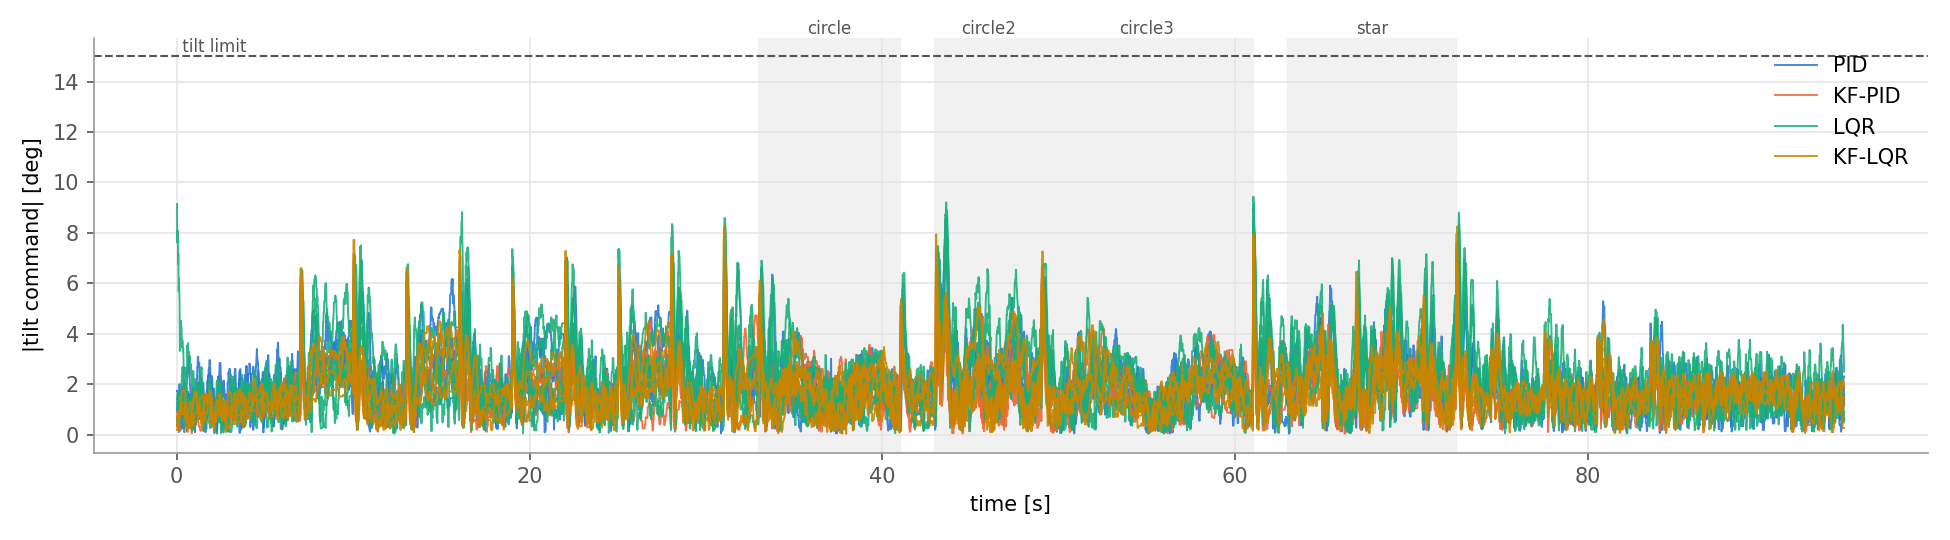 circle circle2 circle3 star
tilt limit
PID
KF-PID
LQR
KF-LQR
|tilt command| [deg]
14
12
10
8
6
4
2
0
0 20 40 60 80
time [s]